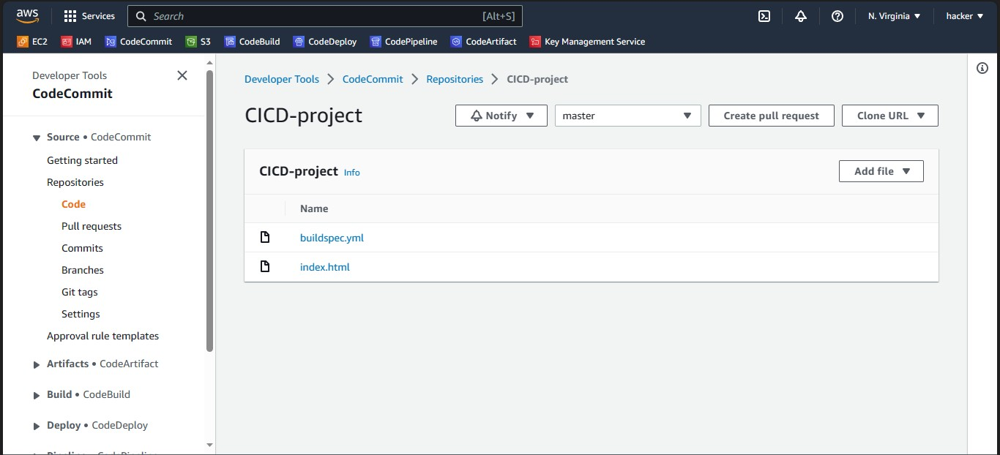 aws Services Search [Alt+S] N. Virginia hacker
EC2 IAM CodeCommit S3 CodeBuild CodeDeploy CodePipeline CodeArtifact Key Management Service
Developer Tools
CodeCommit
Source • CodeCommit
Getting started
Repositories
Code
Pull requests
Commits
Branches
Git tags
Settings
Approval rule templates
Artifacts • CodeArtifact
Build • CodeBuild
Deploy • CodeDeploy
Pipeline • CodePipeline
Developer Tools CodeCommit Repositories CICD-project
CICD-project
Notify master Create pull request Clone URL
CICD-project Info
Add file
Name
buildspec.yml
index.html